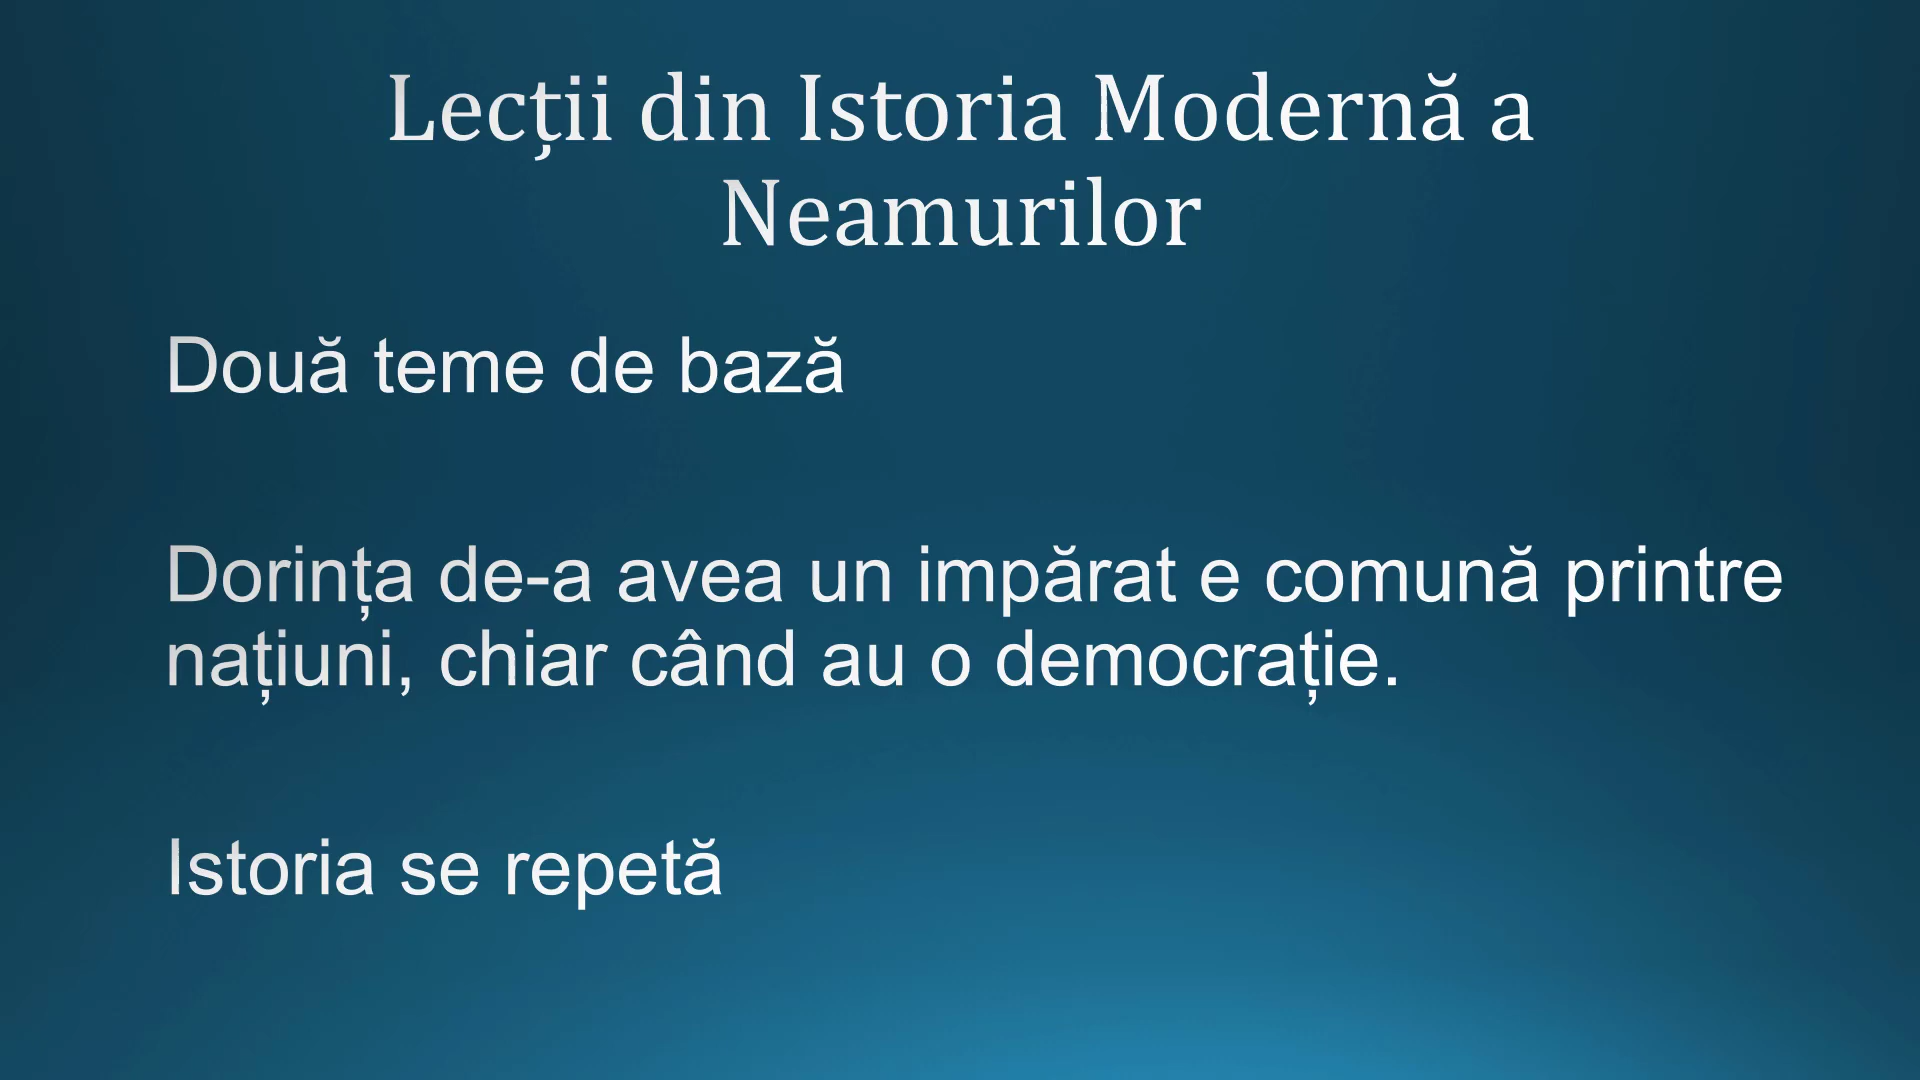 Lecții din Istoria Modernă a
Neamurilor
Două teme de bază
Dorința de-a avea un impărat e comună printre
națiuni, chiar când au o democrație.
Istoria se repetă